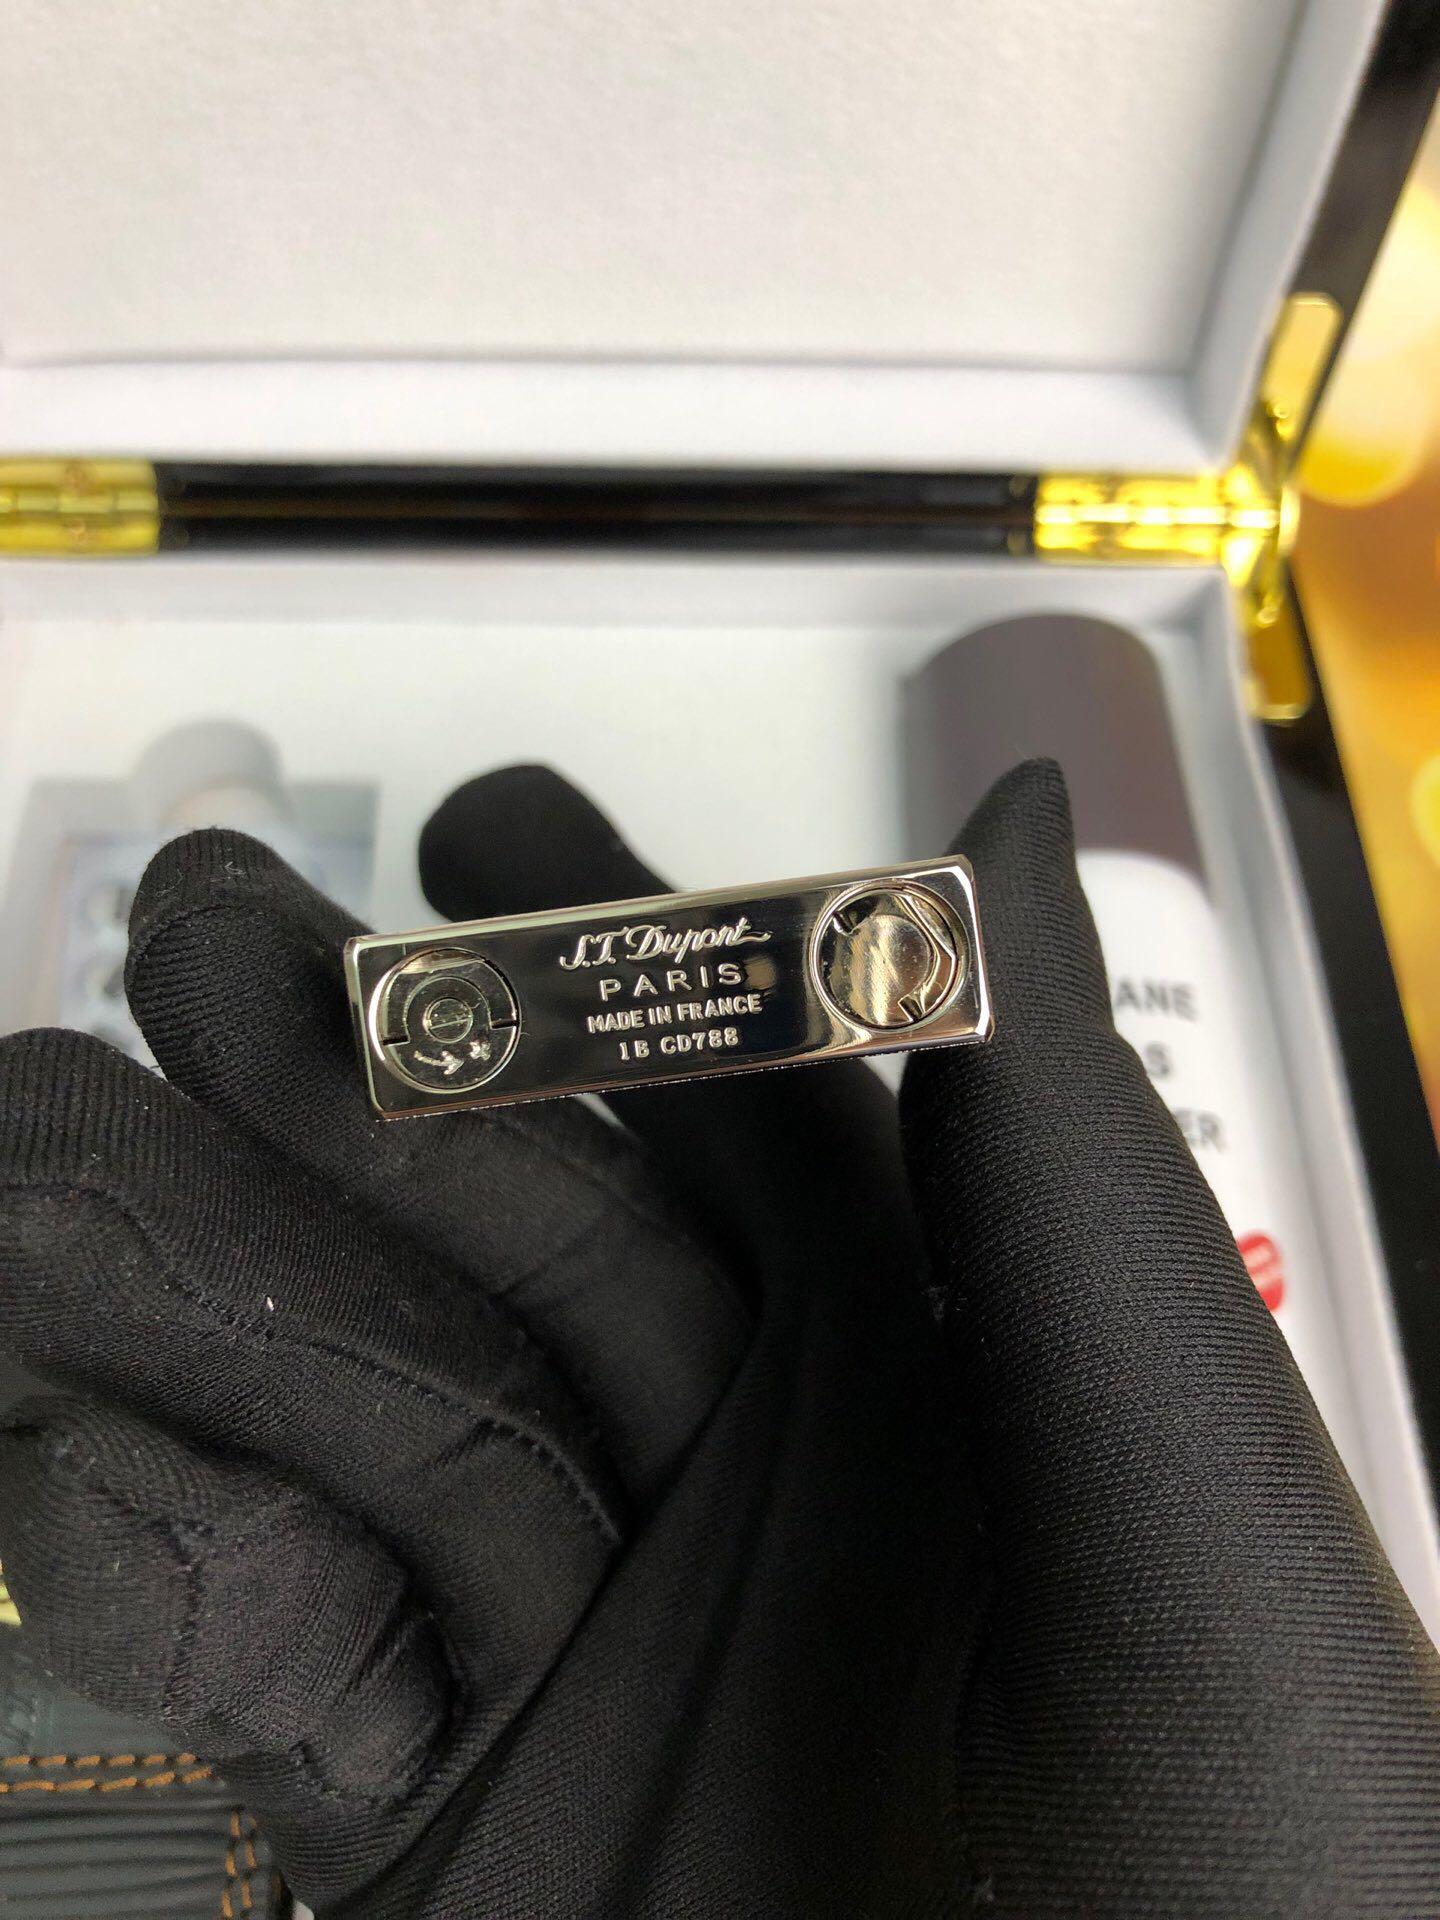 S.T. Dupont
PARIS
MADE IN FRANCE
1B CD788